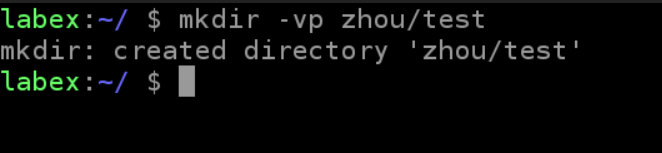 labex:~/ $ mkdir -vp zhou/test
mkdir: created directory 'zhou/test'
labex:~/ $